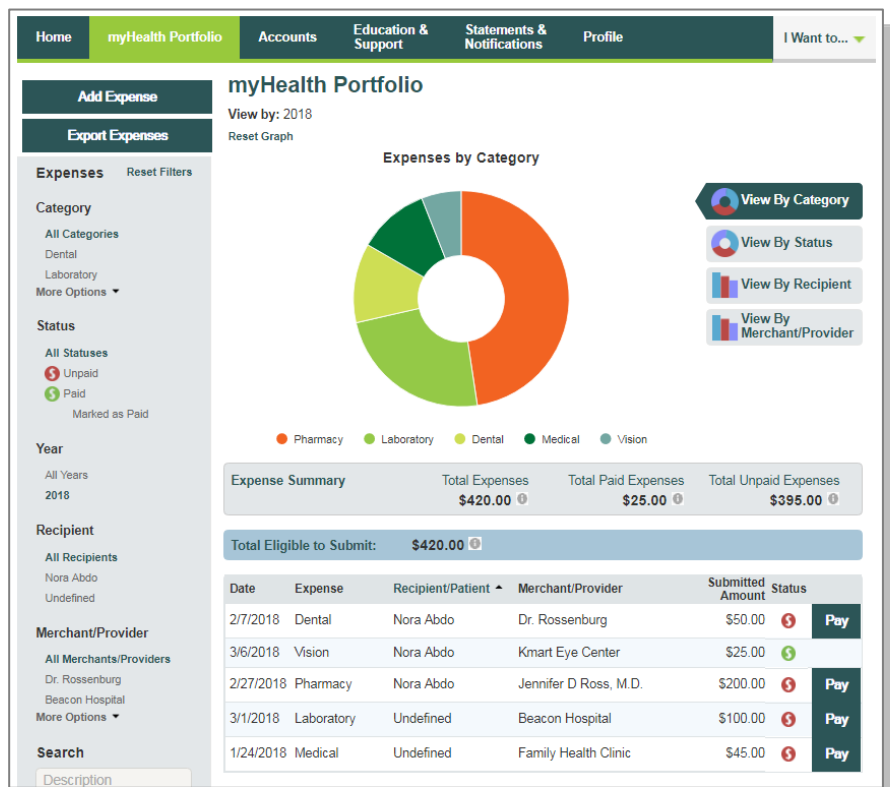 Home
myHealth Portfolio
Accounts
Education &
Support
Statements &
Notifications
Profile
I Want to...
Add Expense
Export Expenses
Expenses Reset Filters
Category
All Categories
Dental
Laboratory
More Options
Status
All Statuses
Unpaid
Paid
Marked as Paid
Year
All Years
2018
Recipient
All Recipients
Nora Abdo
Undefined
Merchant/Provider
All Merchants/Providers
Dr. Rossenburg
Beacon Hospital
More Options
Search
Description
myHealth Portfolio
View by: 2018
Reset Graph
Expenses by Category
View By Category
View By Status
View By Recipient
View By
Merchant/Provider
Pharmacy Laboratory Dental Medical Vision
Expense Summary
Total Expenses
$420.00
Total Paid Expenses
$25.00
Total Unpaid Expenses
$395.00
Total Eligible to Submit: $420.00
Date Expense Recipient/Patient Merchant/Provider Submitted Amount Status
2/7/2018 Dental Nora Abdo Dr. Rossenburg $50.00 Pay
3/6/2018 Vision Nora Abdo Kmart Eye Center $25.00
2/27/2018 Pharmacy Nora Abdo Jennifer D Ross, M.D. $200.00 Pay
3/1/2018 Laboratory Undefined Beacon Hospital $100.00 Pay
1/24/2018 Medical Undefined Family Health Clinic $45.00 Pay